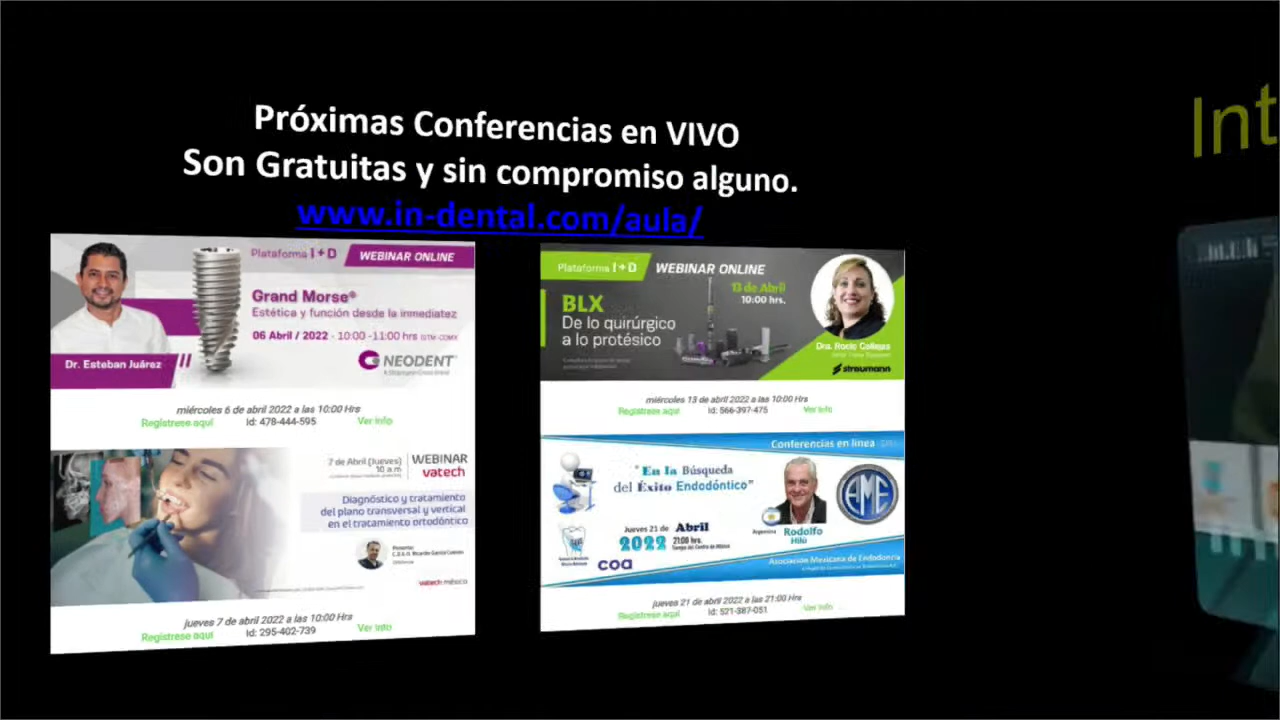 Próximas Conferencias en VIVO
Son Gratuitas y sin compromiso alguno.
www.in-dental.com/aula/
Plataforma I+D WEBINAR ONLINE
Grand Morse®
Estética y función desde la inmediatez
06 Abril / 2022 - 10:00 -11:00 hrs
Dr. Esteban Juárez
NEODENT
miércoles 6 de abril 2022 a las 10:00 Hrs
Regístrese aquí Id: 478-444-595 Ver Info
7 de Abril (Jueves)
10 a.m
WEBINAR
vatech
Diagnóstico y tratamiento
del plano transversal y vertical
en el tratamiento ortodóntico
vatech méxico
jueves 7 de abril 2022 a las 10:00 Hrs
Regístrese aquí Id: 295-402-739 Ver Info
Plataforma I+D WEBINAR ONLINE
13 de Abril
10:00 hrs.
BLX
De lo quirúrgico
a lo protésico
Dra. Rocío Callejas
straumann
miércoles 13 de abril 2022 a las 10:00 Hrs
Regístrese aquí Id: 566-397-475 Ver Info
Conferencias en línea
"En la Búsqueda
del Éxito Endodóntico"
AME
Jueves 21 de Abril
2022 21:00 hrs.
Tiempo del Centro de México
Argentina
Rodolfo
Hilú
coa
Asociación Mexicana de Endodoncia
jueves 21 de abril 2022 a las 21:00 Hrs
Regístrese aquí Id: 521-387-051 Ver Info
Int